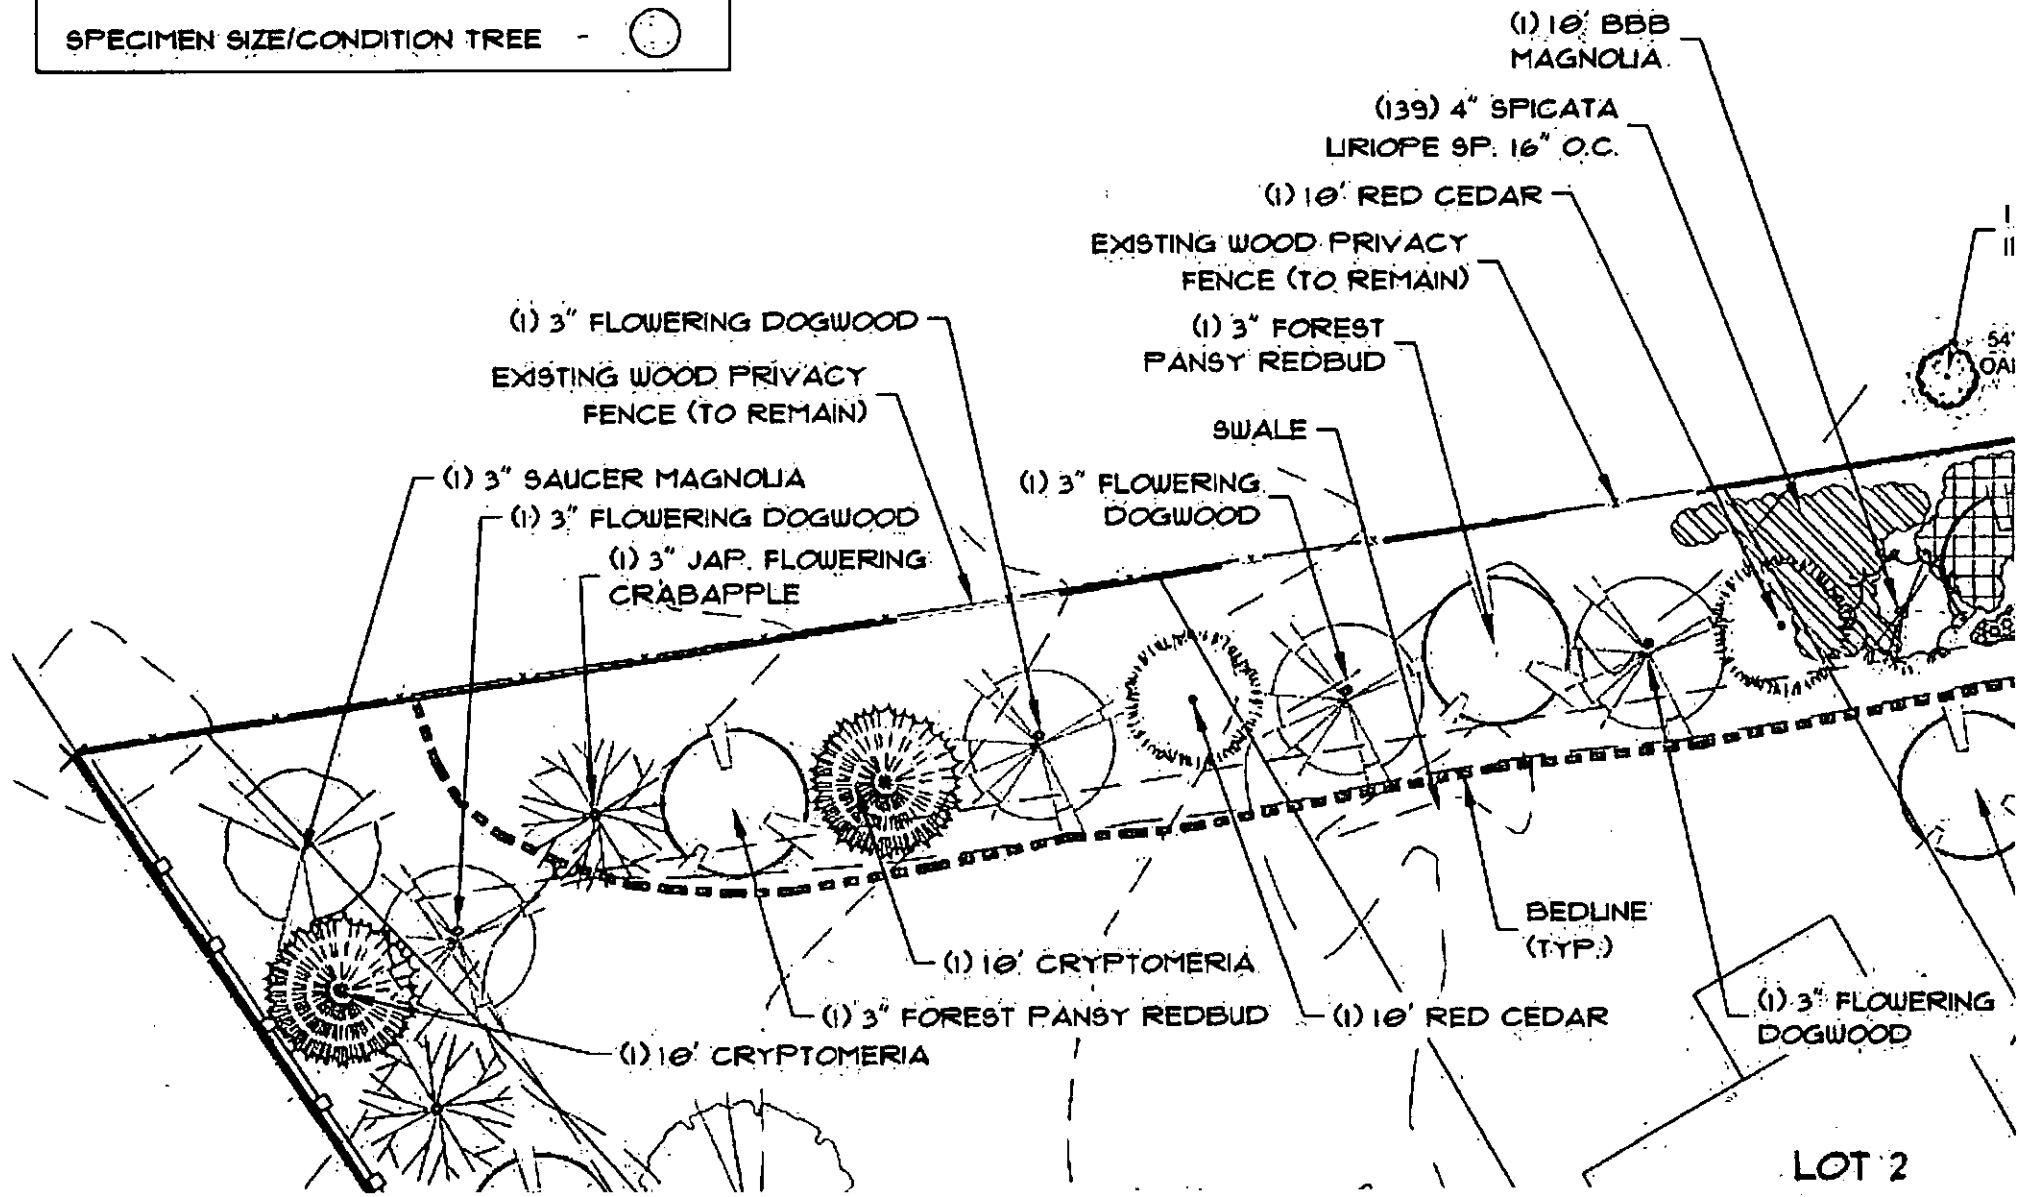 SPECIMEN SIZE/CONDITION TREE -
(1) 10' BBB
MAGNOLIA
(139) 4" SPICATA
LIRIOPE SP. 16" O.C.
(1) 10' RED CEDAR
EXISTING WOOD PRIVACY
FENCE (TO REMAIN)
(1) 3" FLOWERING DOGWOOD
(1) 3" FOREST
PANSY REDBUD
EXISTING WOOD PRIVACY
FENCE (TO REMAIN)
SWALE
(1) 3" SAUCER MAGNOLIA
(1) 3" FLOWERING
DOGWOOD
(1) 3" FLOWERING DOGWOOD
(1) 3" JAP. FLOWERING
CRABAPPLE
54"
BEDLINE
(TYP.)
(1) 10' CRYPTOMERIA
(1) 3" FOREST PANSY REDBUD
(1) 10' RED CEDAR
(1) 3" FLOWERING
DOGWOOD
(1) 10' CRYPTOMERIA
LOT 2